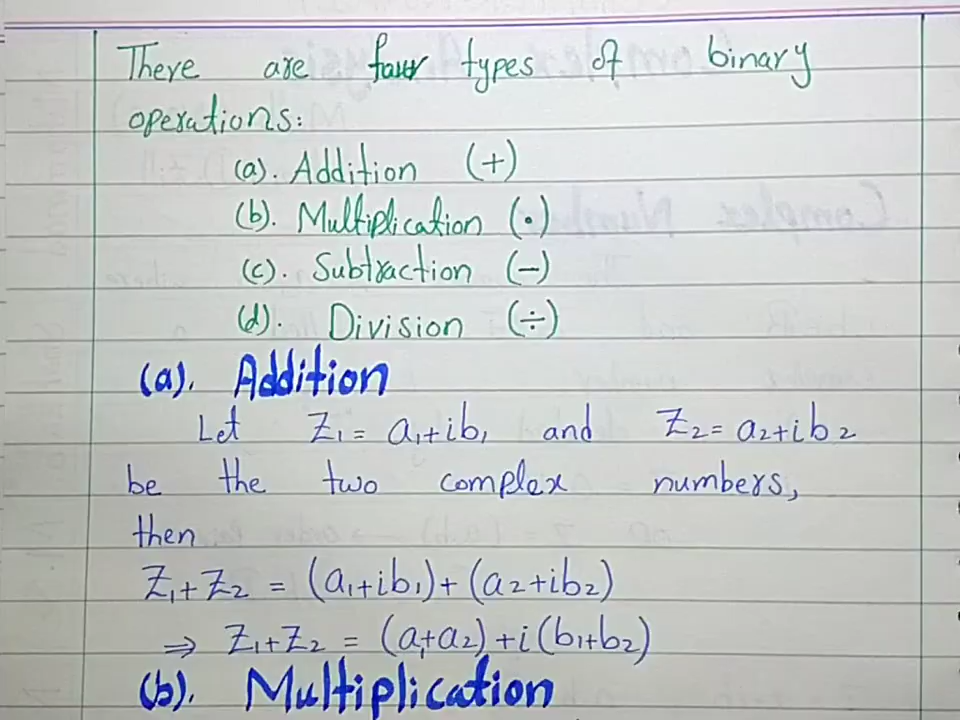 There are four types of binary
operations:
(a). Addition (+)
(b). Multiplication (•)
(c). Subtraction (−)
(d). Division (÷)
(a). Addition
Let Z₁ = a₁+ib₁ and Z₂ = a₂+ib₂
be the two complex numbers,
then
Z₁+Z₂ = (a₁+ib₁)+(a₂+ib₂)
⇒ Z₁+Z₂ = (a₁+a₂)+i(b₁+b₂)
(b). Multiplication